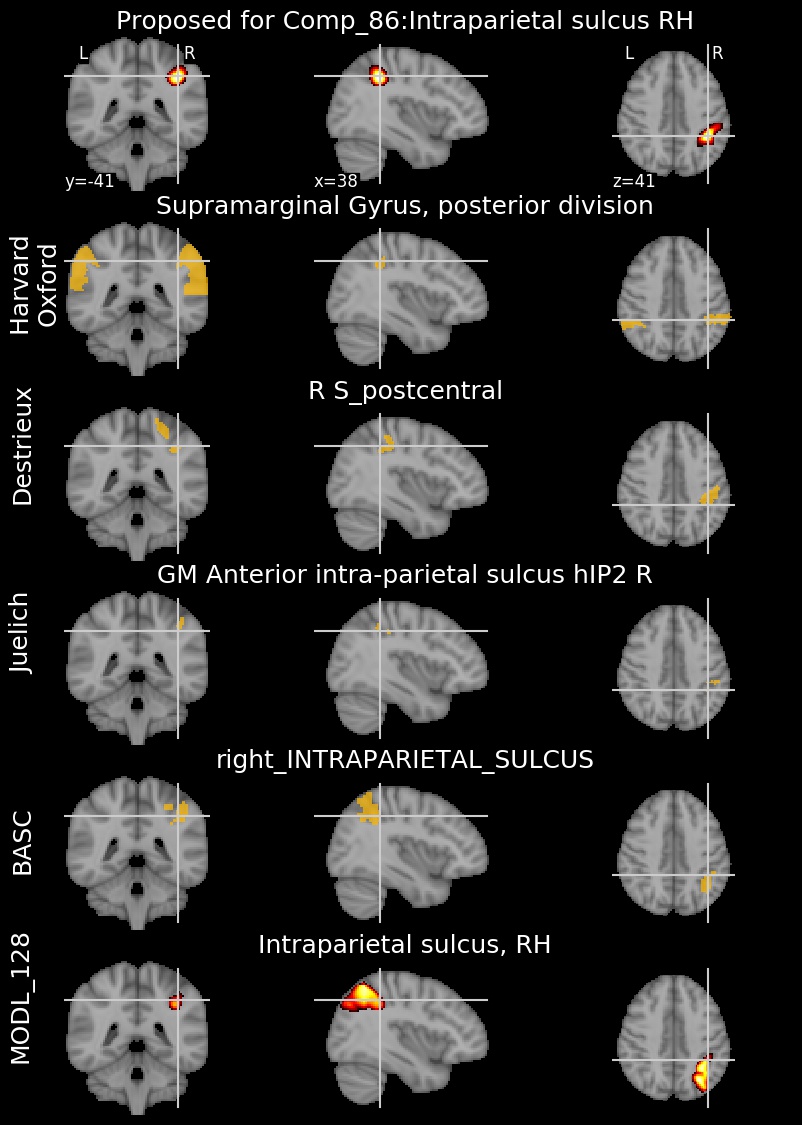 Proposed for Comp_86:Intraparietal sulcus RH
L R
L R
y=-41 x=38 z=41
Supramarginal Gyrus, posterior division
Harvard
Oxford
R S_postcentral
Destrieux
GM Anterior intra-parietal sulcus hIP2 R
Juelich
right_INTRAPARIETAL_SULCUS
BASC
Intraparietal sulcus, RH
MODL_128